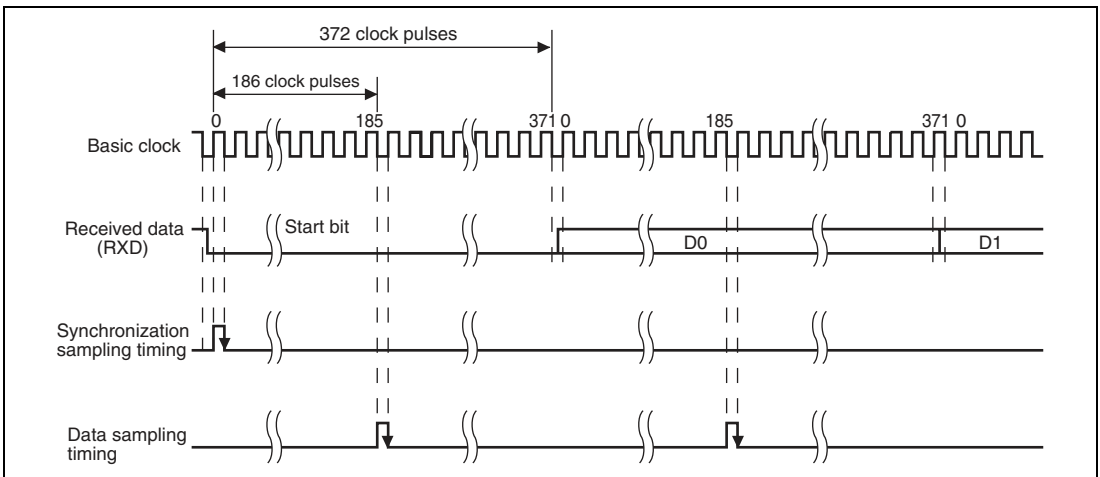 372 clock pulses
186 clock pulses
0 185 371 0 185 371 0
Basic clock
Received data
(RXD)
Start bit
D0
D1
Synchronization
sampling timing
Data sampling
timing